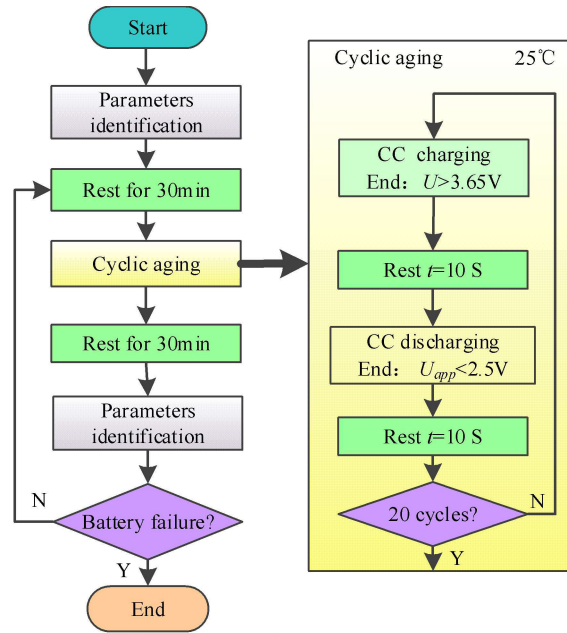 Start
Parameters
identification
Rest for 30min
Cyclic aging
Rest for 30min
Parameters
identification
N
Battery failure?
Y
End
Cyclic aging 25℃
CC charging
End： U>3.65V
Rest t=10 S
CC discharging
End： Uapp<2.5V
Rest t=10 S
20 cycles?
N
Y